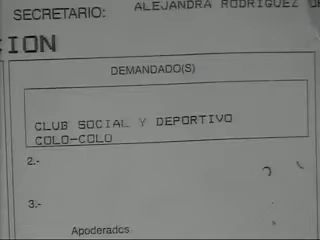 SECRETARIO: ALEJANDRA RODRIGUEZ
CION
DEMANDADO(S)
CLUB SOCIAL Y DEPORTIVO
COLO-COLO
2.-
3.-
Apoderados